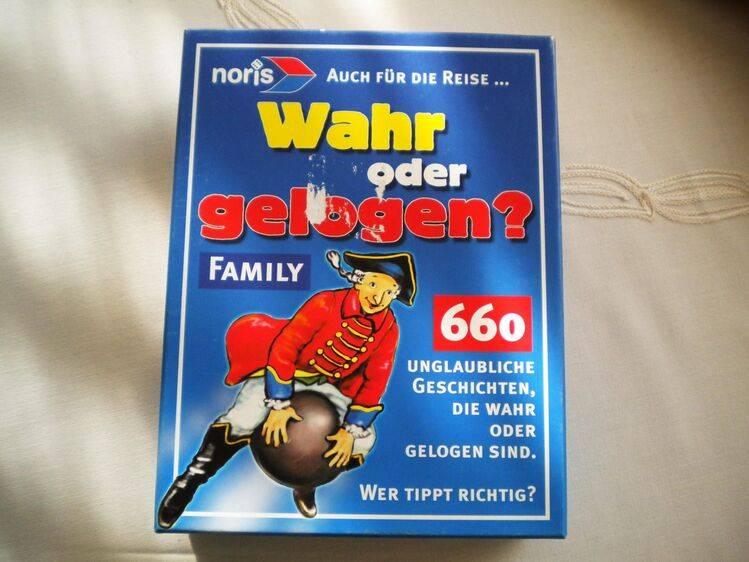 noris AUCH FÜR DIE REISE ...
Wahr
oder
gelogen?
FAMILY
660
UNGLAUBLICHE
GESCHICHTEN,
DIE WAHR
ODER
GELOGEN SIND.
WER TIPPT RICHTIG?